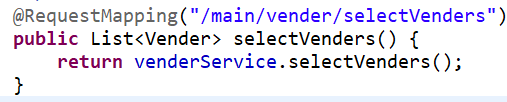 @RequestMapping("/main/vender/selectVenders")
public List<Vender> selectVenders() {
    return venderService.selectVenders();
}